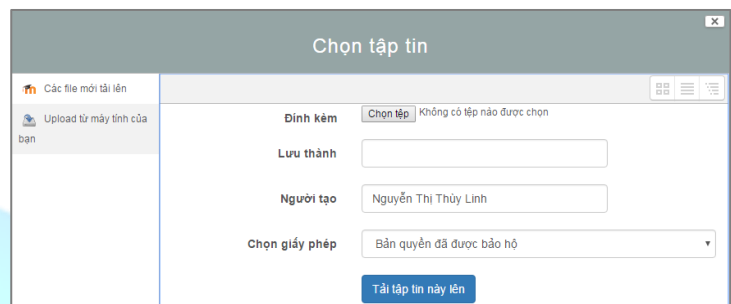 Chọn tập tin
Các file mới tải lên
Upload từ máy tính của
bạn
Đính kèm
Chọn tệp Không có tệp nào được chọn
Lưu thành
Người tạo
Nguyễn Thị Thùy Linh
Chọn giấy phép
Bản quyền đã được bảo hộ
Tải tập tin này lên